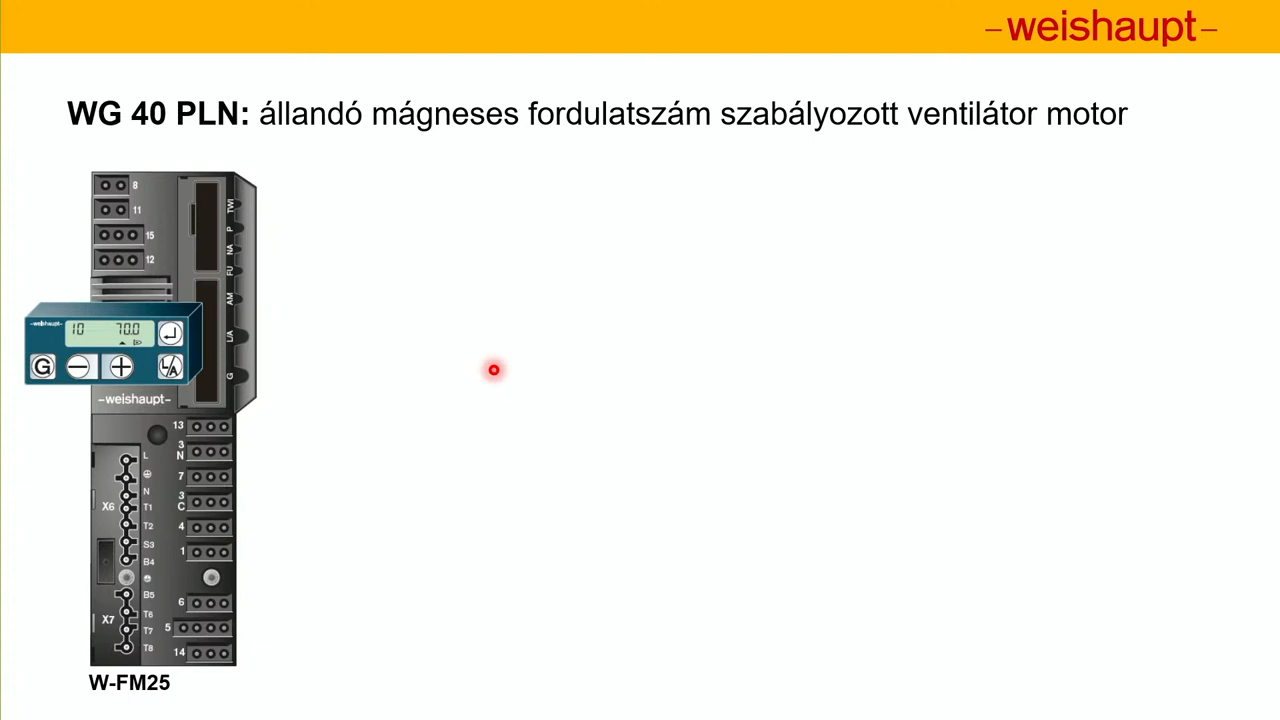 -weishaupt-
WG 40 PLN: állandó mágneses fordulatszám szabályozott ventilátor motor
8
11
15
12
TWI
P
NA
FU
AM
L/A
G
-weishaupt-
10 70.0
G
L/A
-weishaupt-
13
3
N
7
3
C
4
1
6
5
14
L
N
X6
T1
T2
S3
B4
B5
X7
T6
T7
T8
W-FM25